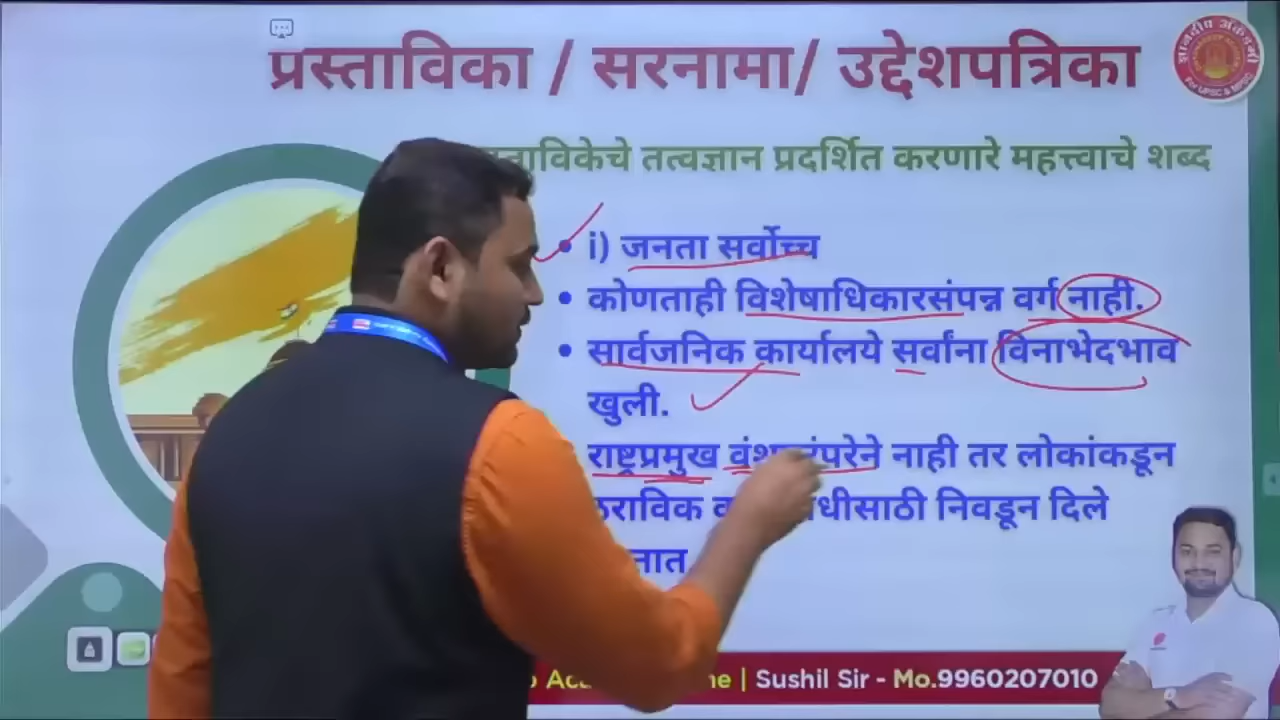 प्रस्ताविका / सरनामा/ उद्देशपत्रिका
तत्वज्ञान प्रदर्शित करणारे महत्त्वाचे शब्द
• i) जनता सर्वोच्च
• कोणताही विशेषाधिकारसंपन्न वर्ग नाही.
• सार्वजनिक कार्यालये सर्वांना विनाभेदभाव
खुली.
राष्ट्रप्रमुख नाही तर लोकांकडून
निवडून दिले
| Sushil Sir - Mo.9960207010